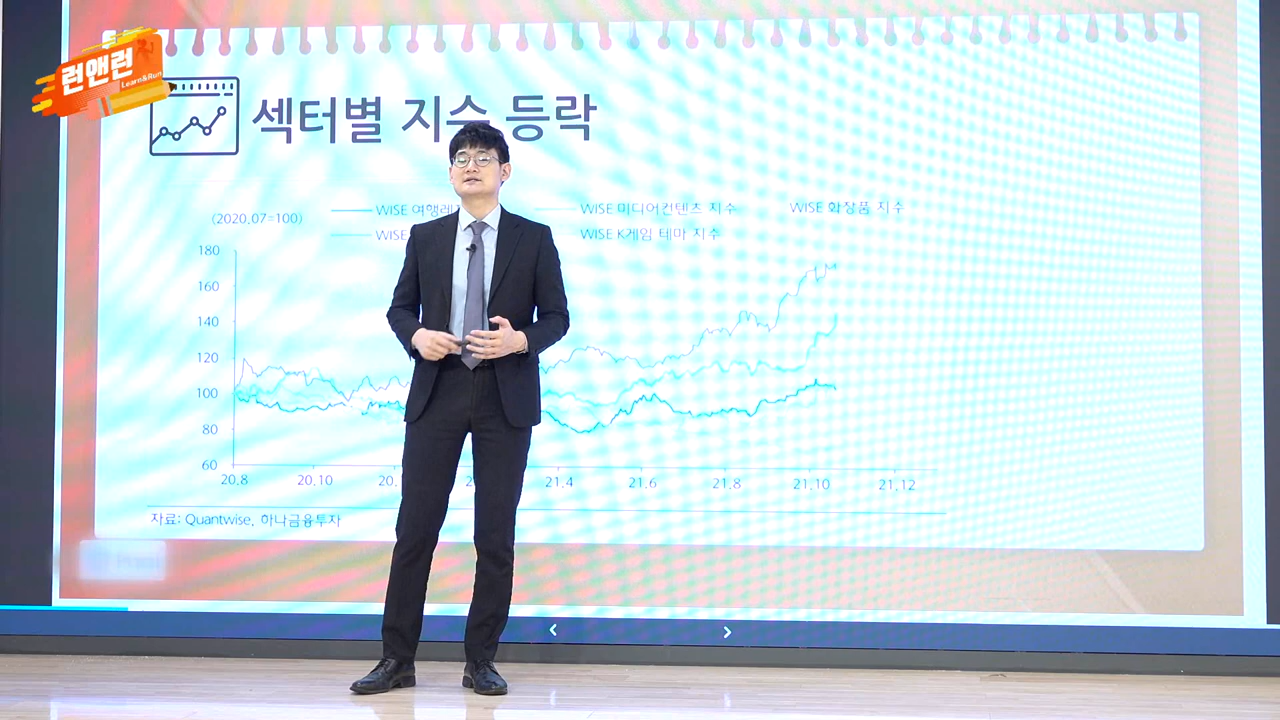 런앤런
Learn&Run
섹터별 지수 등락
(2020.07=100)
WISE 미디어컨텐츠 지수
WISE 화장품 지수
WISE
WISE K게임 테마 지수
180
160
140
120
100
80
60
20.8
20.10
21.4
21.6
21.8
21.10
21.12
자료: Quantwise, 하나금융투자